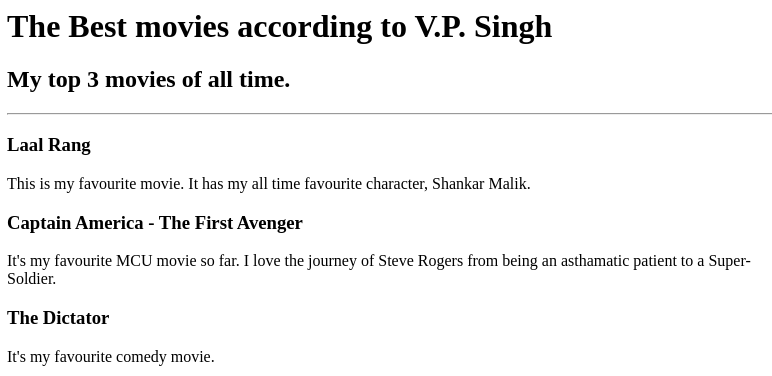 The Best movies according to V.P. Singh
My top 3 movies of all time.
Laal Rang
This is my favourite movie. It has my all time favourite character, Shankar Malik.
Captain America - The First Avenger
It's my favourite MCU movie so far. I love the journey of Steve Rogers from being an asthamatic patient to a Super-
Soldier.
The Dictator
It's my favourite comedy movie.